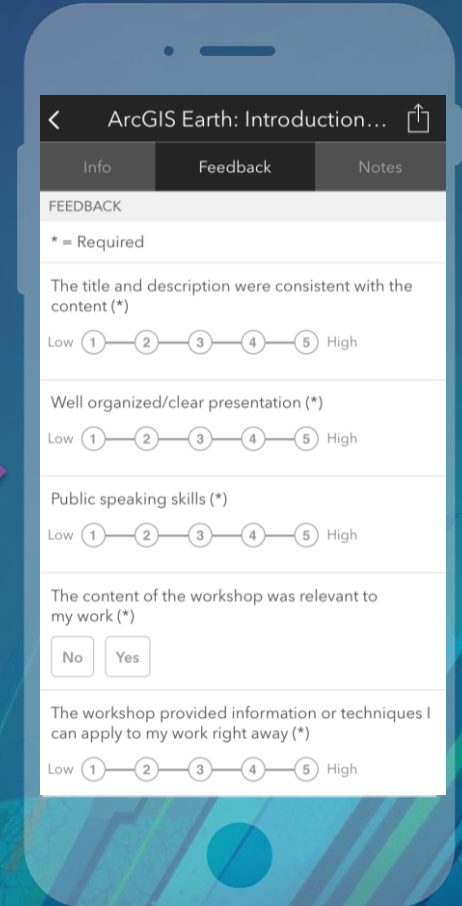 ArcGIS Earth: Introduction...
Info Feedback Notes
FEEDBACK
* = Required
The title and description were consistent with the
content (*)
Low 1 2 3 4 5 High
Well organized/clear presentation (*)
Low 1 2 3 4 5 High
Public speaking skills (*)
Low 1 2 3 4 5 High
The content of the workshop was relevant to
my work (*)
No Yes
The workshop provided information or techniques I
can apply to my work right away (*)
Low 1 2 3 4 5 High